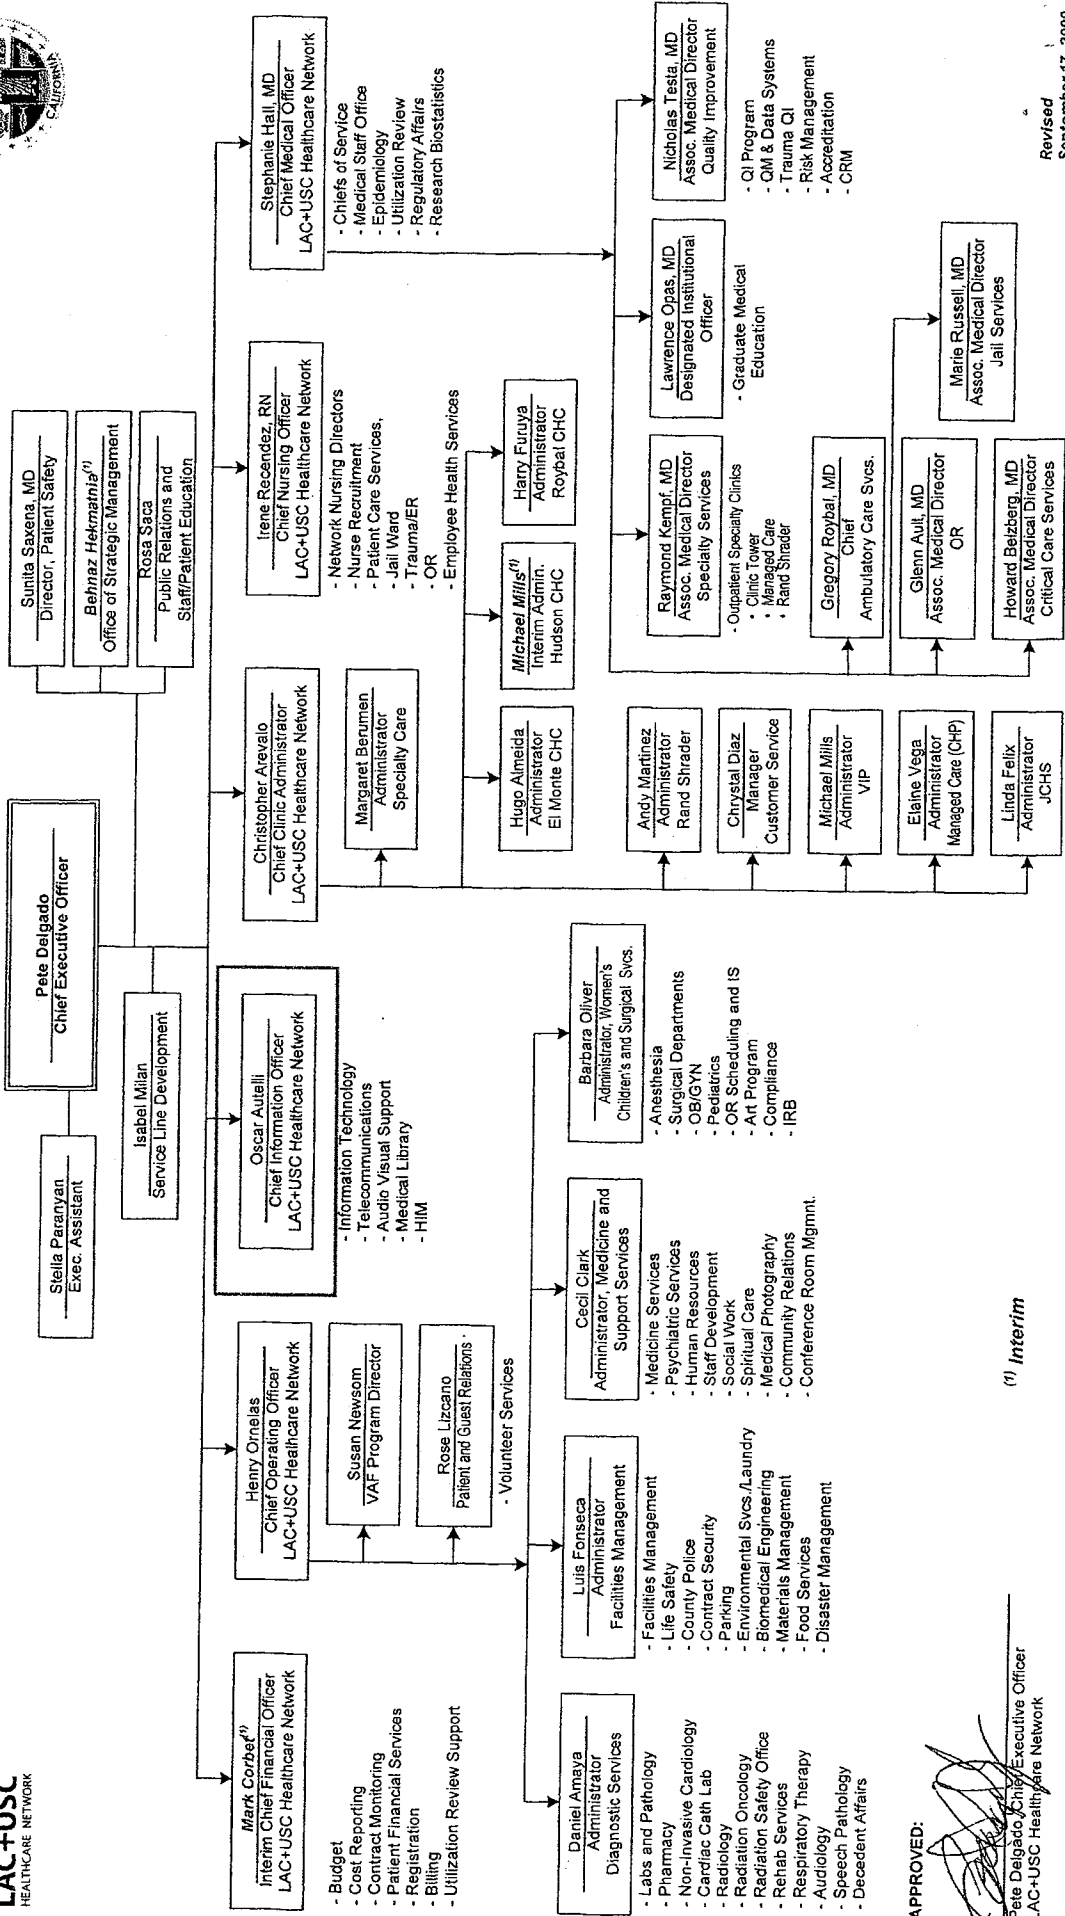 LAC+USC
HEALTHCARE NETWORK
CALIFORNIA
Pete Delgado
Chief Executive Officer
Stella Paranyan
Exec. Assistant
Isabel Milan
Service Line Development
Sunita Saxena, MD
Director, Patient Safety
Behnaz Hekmatnia(1)
Office of Strategic Management
Rosa Saca
Public Relations and
Staff/Patient Education
Mark Corbet(1)
Interim Chief Financial Officer
LAC+USC Healthcare Network
- Budget
- Cost Reporting
- Contract Monitoring
- Patient Financial Services
- Registration
- Billing
- Utilization Review Support
Henry Ornelas
Chief Operating Officer
LAC+USC Healthcare Network
Susan Newsom
VAF Program Director
Rose Lizcano
Patient and Guest Relations
- Volunteer Services
Oscar Autelli
Chief Information Officer
LAC+USC Healthcare Network
- Information Technology
- Telecommunications
- Audio Visual Support
- Medical Library
- HIM
Christopher Arevalo
Chief Clinic Administrator
LAC+USC Healthcare Network
Margaret Berumen
Administrator
Specialty Care
Irene Recendez, RN
Chief Nursing Officer
LAC+USC Healthcare Network
- Network Nursing Directors
- Nurse Recruitment
- Patient Care Services,
- Jail Ward
- Trauma/ER
- OR
- Employee Health Services
Stephanie Hall, MD
Chief Medical Officer
LAC+USC Healthcare Network
- Chiefs of Service
- Medical Staff Office
- Epidemiology
- Utilization Review
- Regulatory Affairs
- Research Biostatistics
Daniel Amaya
Administrator
Diagnostic Services
- Labs and Pathology
- Pharmacy
- Non-Invasive Cardiology
- Cardiac Cath Lab
- Radiology
- Radiation Oncology
- Radiation Safety Office
- Rehab Services
- Respiratory Therapy
- Audiology
- Speech Pathology
- Decedent Affairs
Luis Fonseca
Administrator
Facilities Management
- Facilities Management
- Life Safety
- County Police
- Contract Security
- Parking
- Environmental Svcs./Laundry
- Biomedical Engineering
- Materials Management
- Food Services
- Disaster Management
Cecil Clark
Administrator, Medicine and
Support Services
- Medicine Services
- Psychiatric Services
- Human Resources
- Staff Development
- Social Work
- Spiritual Care
- Medical Photography
- Community Relations
- Conference Room Mgmnt.
Barbara Oliver
Administrator, Women's
Children's and Surgical Svcs.
- Anesthesia
- Surgical Departments
- OB/GYN
- Pediatrics
- OR Scheduling and IS
- Art Program
- Compliance
- IRB
Hugo Almeida
Administrator
El Monte CHC
Michael Mills(1)
Interim Admin.
Hudson CHC
Harry Furuya
Administrator
Roybal CHC
Andy Martinez
Administrator
Rand Shrader
Chrystal Diaz
Manager
Customer Service
Michael Mills
Administrator
VIP
Elaine Vega
Administrator
Managed Care (CHP)
Linda Felix
Administrator
JCHS
Raymond Kempf, MD
Assoc. Medical Director
Specialty Services
- Outpatient Specialty Clinics
• Clinic Tower
• Managed Care
• Rand Shrader
Lawrence Opas, MD
Designated Institutional
Officer
- Graduate Medical
Education
Nicholas Testa, MD
Assoc. Medical Director
Quality Improvement
- QI Program
- QM & Data Systems
- Trauma QI
- Risk Management
- Accreditation
- CRM
Gregory Roybal, MD
Chief
Ambulatory Care Svcs.
Glenn Ault, MD
Assoc. Medical Director
OR
Howard Belzberg, MD
Assoc. Medical Director
Critical Care Services
Marie Russell, MD
Assoc. Medical Director
Jail Services
APPROVED:
Pete Delgado, Chief Executive Officer
LAC+USC Healthcare Network
(1) Interim
Revised
September 17,